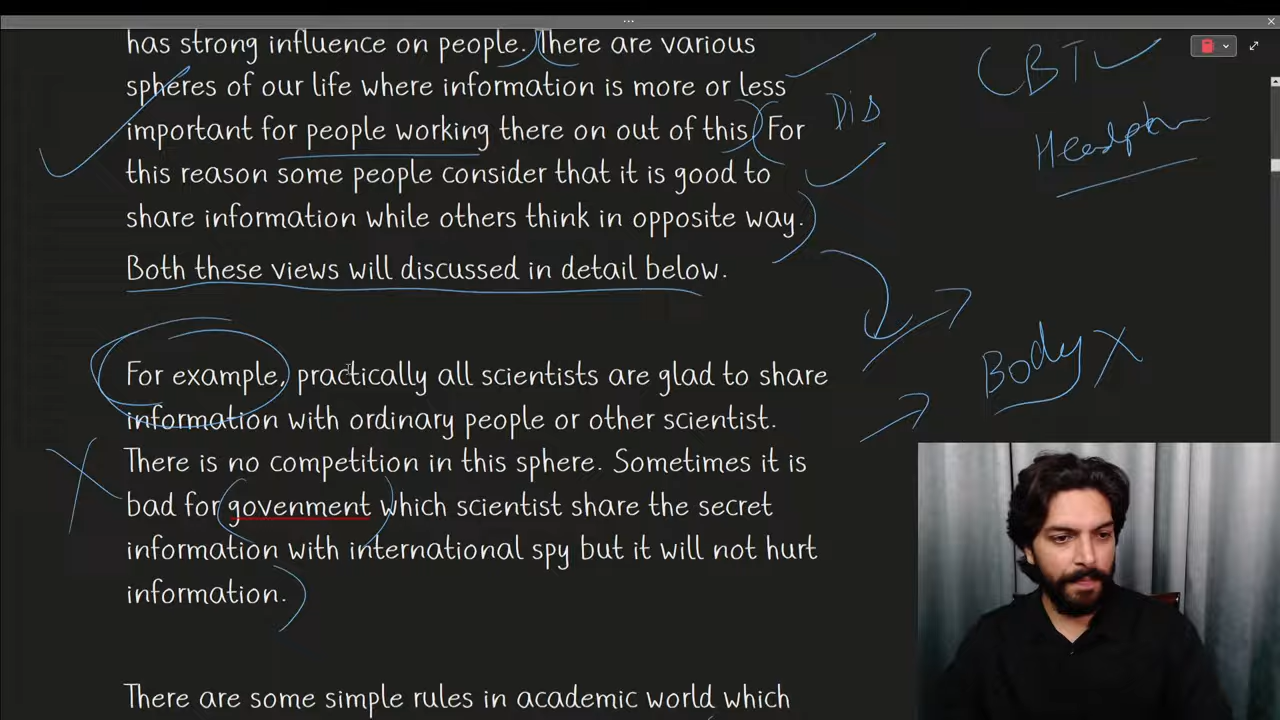 has strong influence on people. There are various
spheres of our life where information is more or less
important for people working there on out of this. For
this reason some people consider that it is good to
share information while others think in opposite way.
Both these views will discussed in detail below.
For example, practically all scientists are glad to share
information with ordinary people or other scientist.
There is no competition in this sphere. Sometimes it is
bad for govenment which scientist share the secret
information with international spy but it will not hurt
information.
There are some simple rules in academic world which
Dis
CBT
Body